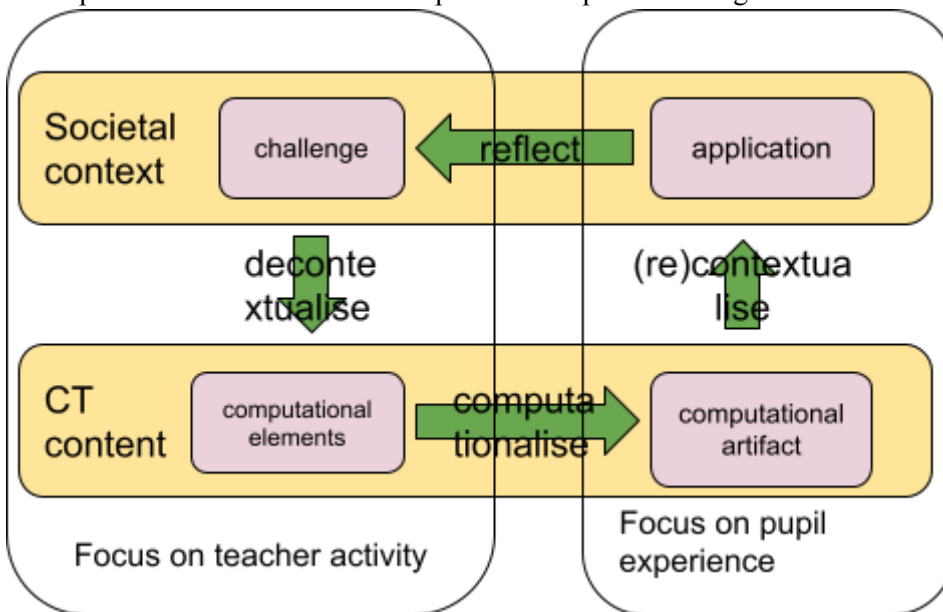 Societal
context
challenge
reflect
application
deconte
xtualise
(re)contextua
lise
CT
content
computational
elements
computa
tionalise
computational
artifact
Focus on teacher activity
Focus on pupil
experience